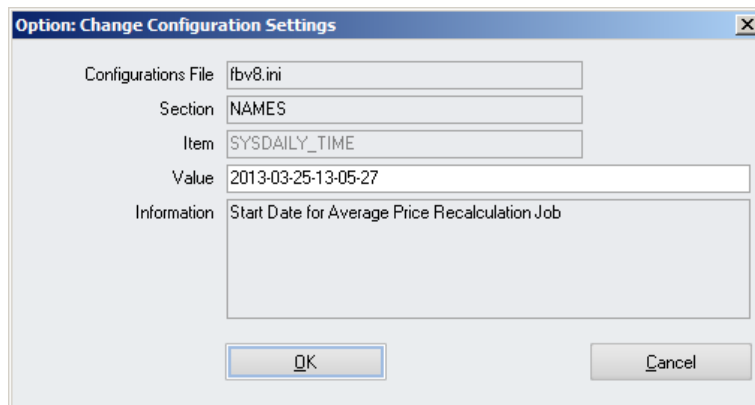 Option: Change Configuration Settings
Configurations File fbv8.ini
Section NAMES
Item SYSDAILY_TIME
Value 2013-03-25-13-05-27
Information Start Date for Average Price Recalculation Job
OK Cancel